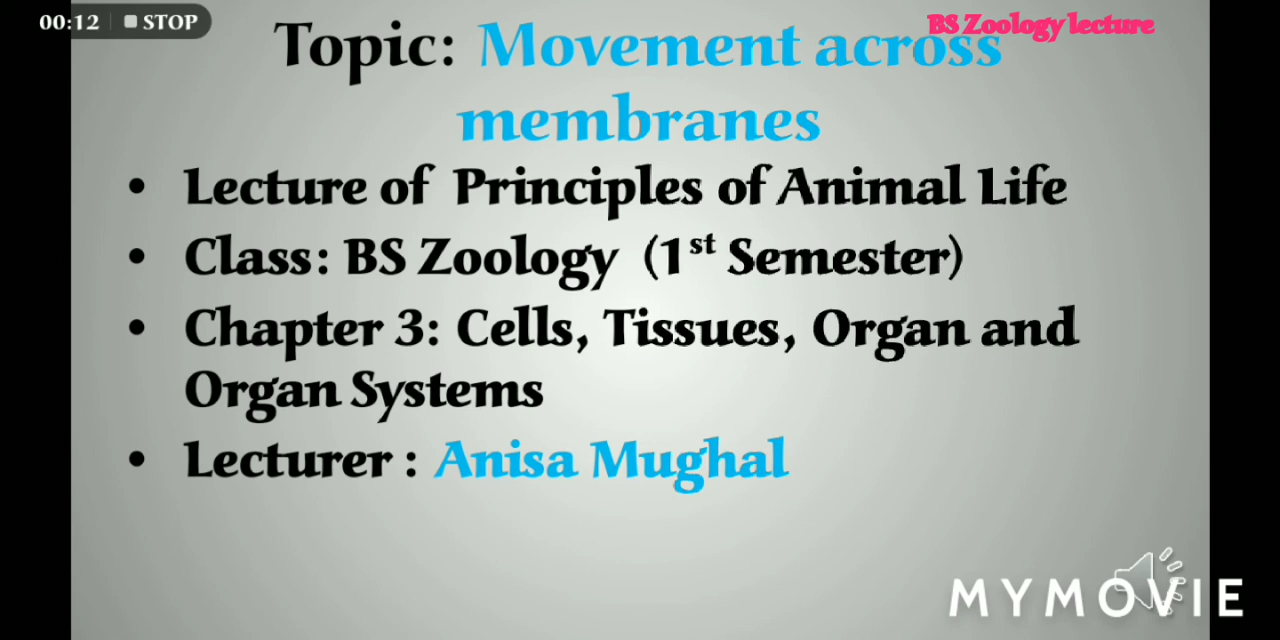 00:12 STOP
BS Zoology lecture
Topic: Movement across
membranes
• Lecture of Principles of Animal Life
• Class: BS Zoology (1st Semester)
• Chapter 3: Cells, Tissues, Organ and
Organ Systems
• Lecturer : Anisa Mughal
MYMOVIE